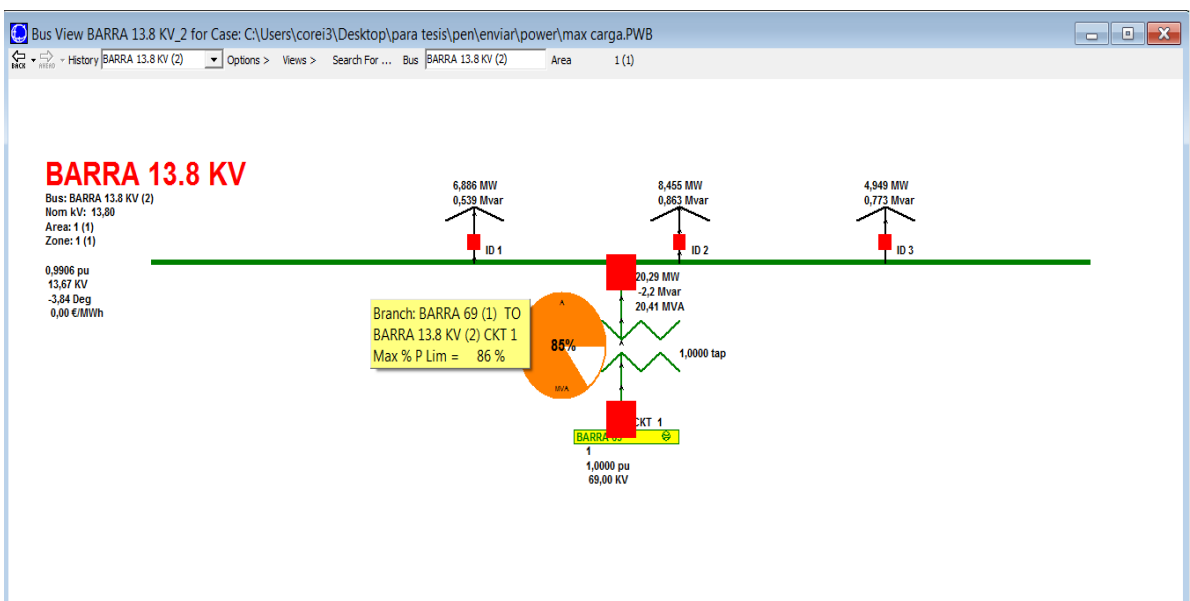 Bus View BARRA 13.8 KV_2 for Case: C:\Users\corei3\Desktop\para tesis\pen\enviar\power\max carga.PWB
BACK AHEAD History BARRA 13.8 KV (2) Options > Views > Search For ... Bus BARRA 13.8 KV (2) Area 1 (1)
BARRA 13.8 KV
Bus: BARRA 13.8 KV (2)
Nom kV: 13,80
Area: 1 (1)
Zone: 1 (1)
0,9906 pu
13,67 KV
-3,84 Deg
0,00 €/MWh
6,886 MW
0,539 Mvar
ID 1
8,455 MW
0,863 Mvar
ID 2
4,949 MW
0,773 Mvar
ID 3
20,29 MW
-2,2 Mvar
20,41 MVA
Branch: BARRA 69 (1) TO
BARRA 13.8 KV (2) CKT 1
Max % P Lim = 86 %
A
85%
MVA
1,0000 tap
CKT 1
BARRA 69
1
1,0000 pu
69,00 KV